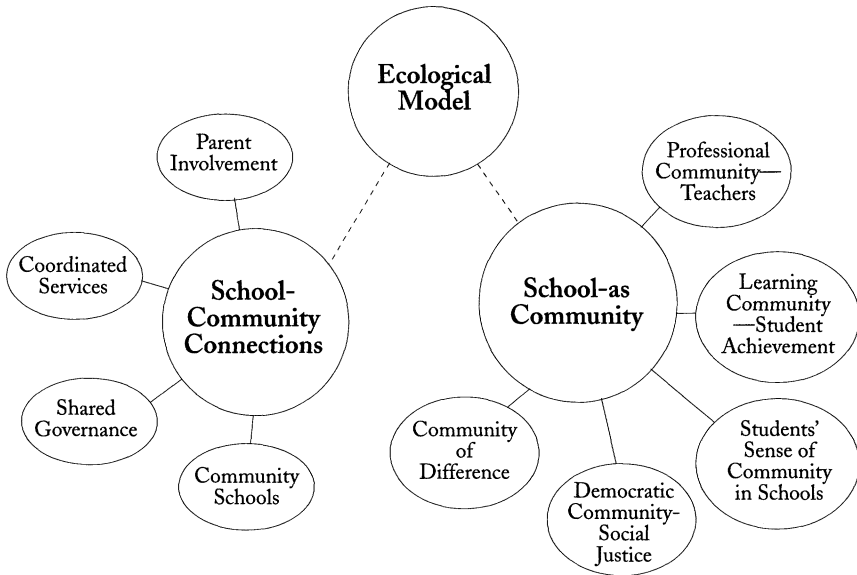 Ecological
Model
Parent
Involvement
Coordinated
Services
School-
Community
Connections
Shared
Governance
Community
Schools
School-as
Community
Professional
Community—
Teachers
Learning
Community
—Student
Achievement
Students’
Sense of
Community
in Schools
Democratic
Community-
Social
Justice
Community
of
Difference